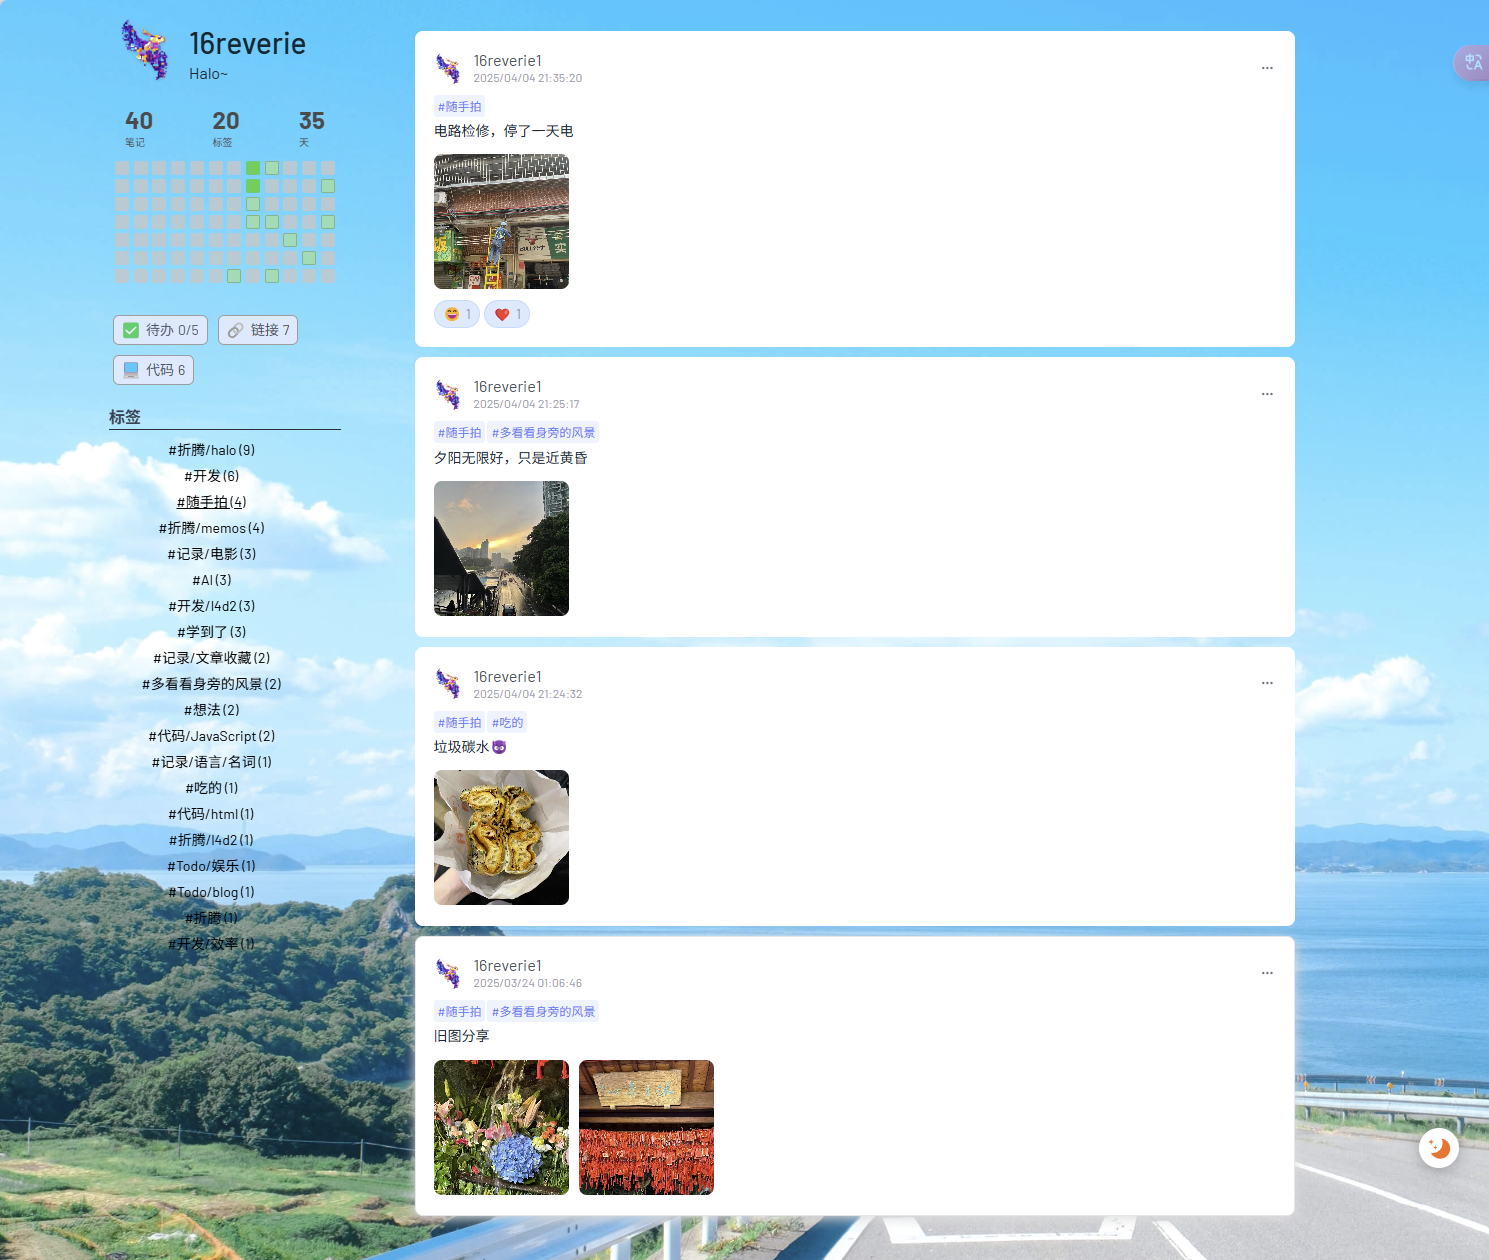 16reverie
Halo~
40 20 35
笔记 标签 天
待办 0/5 链接 7
代码 6
标签
#折腾/halo (9)
#开发 (6)
#随手拍 (4)
#折腾/memos (4)
#记录/电影 (3)
#AI (3)
#开发/l4d2 (3)
#学到了 (3)
#记录/文章收藏 (2)
#多看看身旁的风景 (2)
#想法 (2)
#代码/JavaScript (2)
#记录/语言/名词 (1)
#吃的 (1)
#代码/html (1)
#折腾/l4d2 (1)
#Todo/娱乐 (1)
#Todo/blog (1)
#折腾 (1)
#开发/效率 (1)
16reverie1
2025/04/04 21:35:20
#随手拍
电路检修，停了一天电
1 1
16reverie1
2025/04/04 21:25:17
#随手拍 #多看看身旁的风景
夕阳无限好，只是近黄昏
16reverie1
2025/04/04 21:24:32
#随手拍 #吃的
垃圾碳水
16reverie1
2025/03/24 01:06:46
#随手拍 #多看看身旁的风景
旧图分享